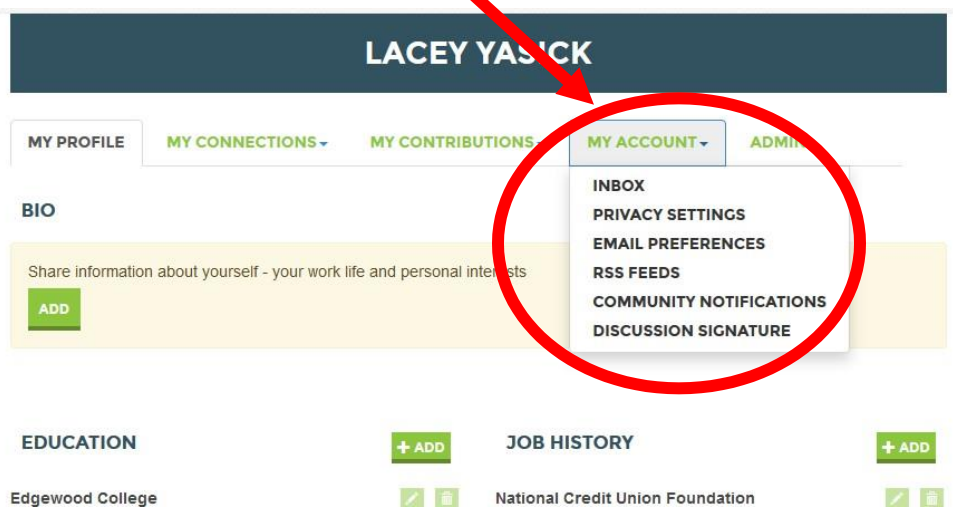 LACEY YASICK
MY PROFILE MY CONNECTIONS MY CONTRIBUTIONS MY ACCOUNT ADMIN
INBOX
BIO
PRIVACY SETTINGS
EMAIL PREFERENCES
Share information about yourself - your work life and personal interests
RSS FEEDS
ADD
COMMUNITY NOTIFICATIONS
DISCUSSION SIGNATURE
EDUCATION + ADD JOB HISTORY + ADD
Edgewood College National Credit Union Foundation